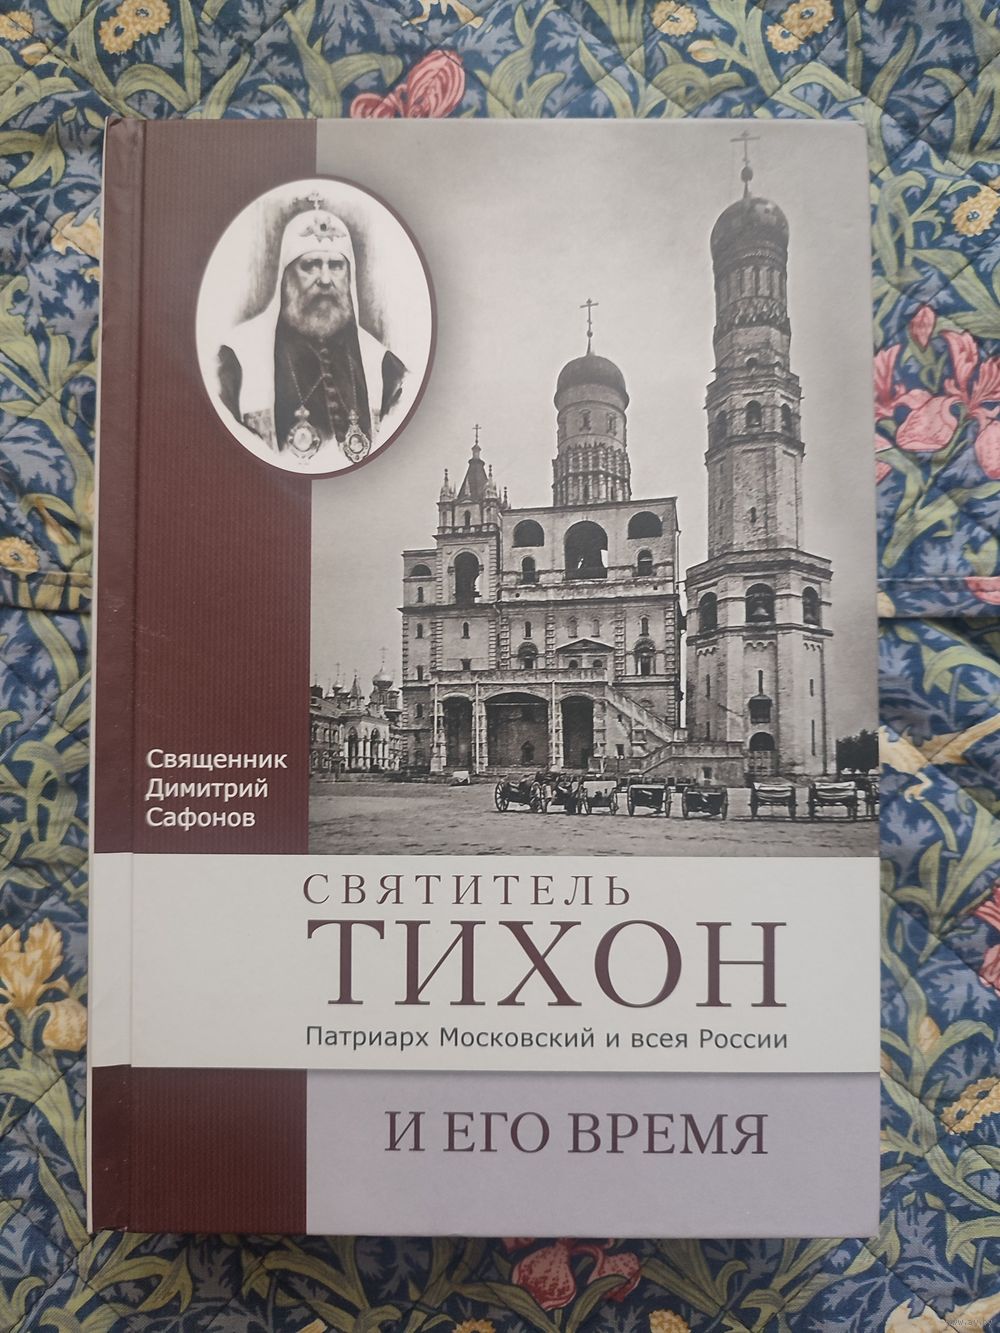 Священник
Димитрий
Сафонов
СВЯТИТЕЛЬ
ТИХОН
Патриарх Московский и всея России
И ЕГО ВРЕМЯ